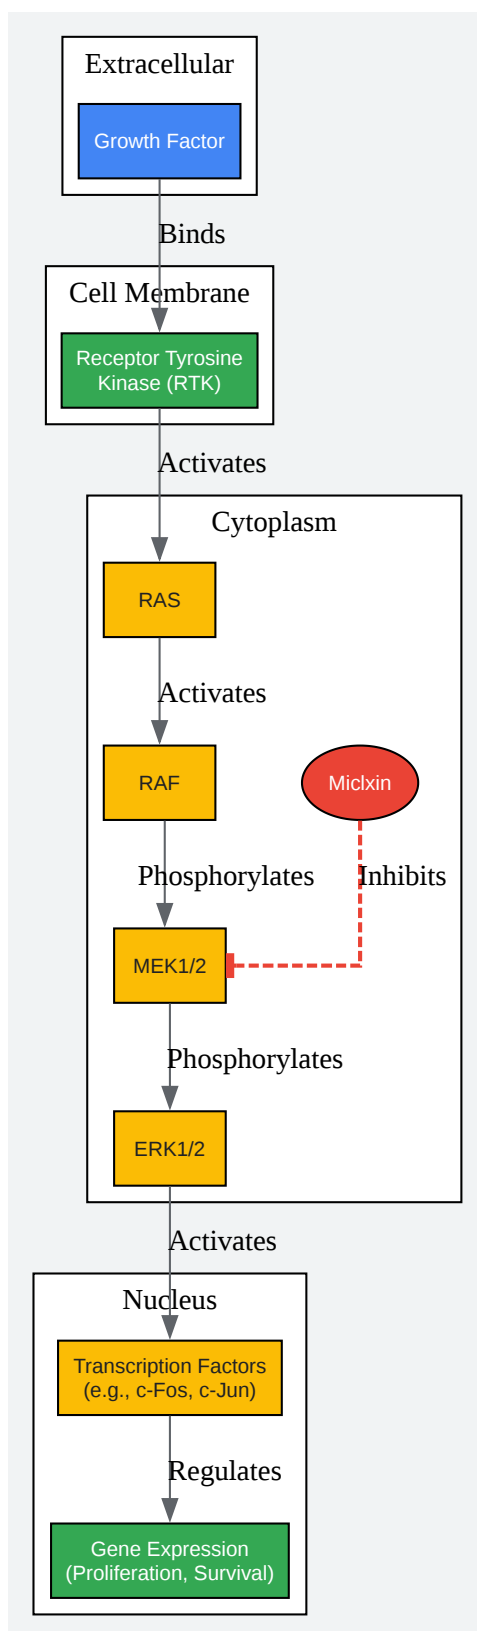 Extracellular
Growth Factor
Binds
Cell Membrane
Receptor Tyrosine
Kinase (RTK)
Activates
Cytoplasm
RAS
Activates
RAF
Miclxin
Phosphorylates
Inhibits
MEK1/2
Phosphorylates
ERK1/2
Activates
Nucleus
Transcription Factors
(e.g., c-Fos, c-Jun)
Regulates
Gene Expression
(Proliferation, Survival)